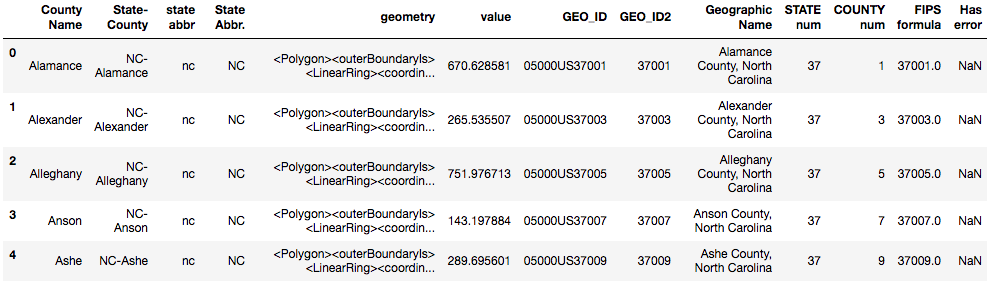 County Name State-County state abbr State Abbr. geometry value GEO_ID GEO_ID2 Geographic Name STATE num COUNTY num FIPS formula Has error
0 Alamance NC-Alamance nc NC <Polygon><outerBoundaryIs><LinearRing><coordin... 670.628581 05000US37001 37001 Alamance County, North Carolina 37 1 37001.0 NaN
1 Alexander NC-Alexander nc NC <Polygon><outerBoundaryIs><LinearRing><coordin... 265.535507 05000US37003 37003 Alexander County, North Carolina 37 3 37003.0 NaN
2 Alleghany NC-Alleghany nc NC <Polygon><outerBoundaryIs><LinearRing><coordin... 751.976713 05000US37005 37005 Alleghany County, North Carolina 37 5 37005.0 NaN
3 Anson NC-Anson nc NC <Polygon><outerBoundaryIs><LinearRing><coordin... 143.197884 05000US37007 37007 Anson County, North Carolina 37 7 37007.0 NaN
4 Ashe NC-Ashe nc NC <Polygon><outerBoundaryIs><LinearRing><coordin... 289.695601 05000US37009 37009 Ashe County, North Carolina 37 9 37009.0 NaN